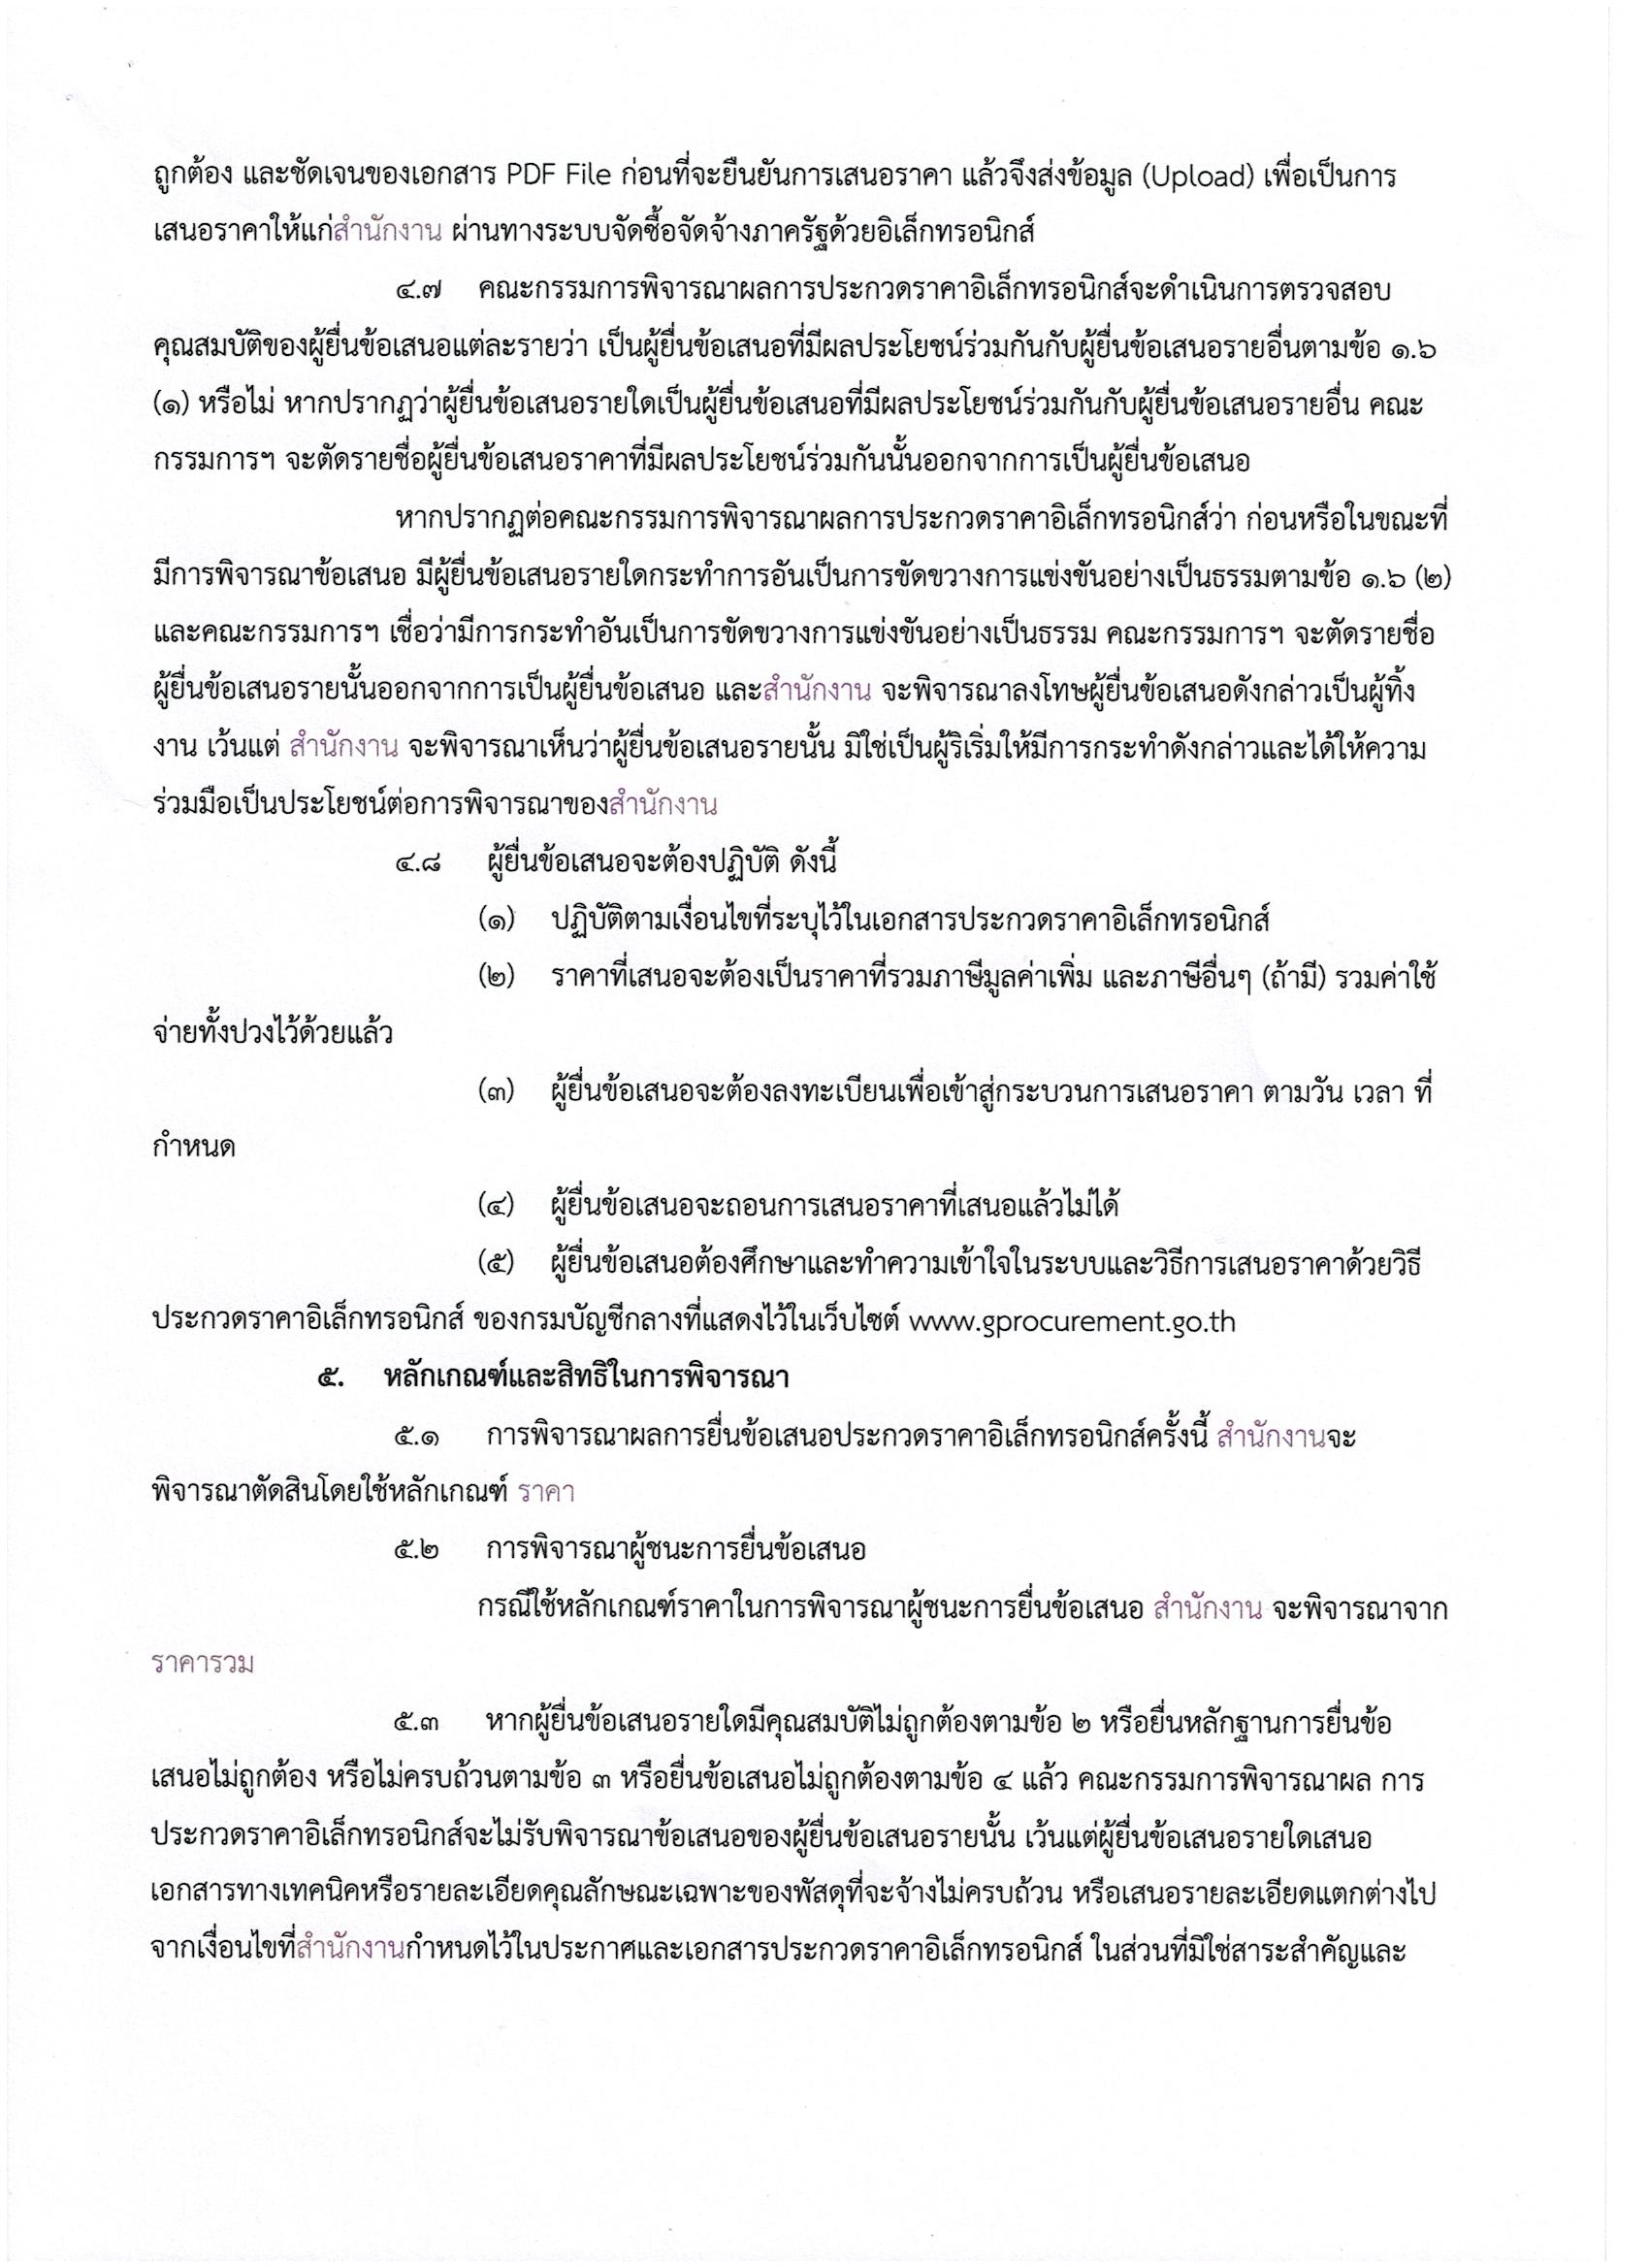 ถูกต้อง และชัดเจนของเอกสาร PDF File ก่อนที่จะยืนยันการเสนอราคา แล้วจึงส่งข้อมูล (Upload) เพื่อเป็นการ
เสนอราคาให้แก่สำนักงาน ผ่านทางระบบจัดซื้อจัดจ้างภาครัฐด้วยอิเล็กทรอนิกส์
๔.๗ คณะกรรมการพิจารณาผลการประกวดราคาอิเล็กทรอนิกส์จะดำเนินการตรวจสอบ
คุณสมบัติของผู้ยื่นข้อเสนอแต่ละรายว่า เป็นผู้ยื่นข้อเสนอที่มีผลประโยชน์ร่วมกันกับผู้ยื่นข้อเสนอรายอื่นตามข้อ ๑.๖
(๑) หรือไม่ หากปรากฏว่าผู้ยื่นข้อเสนอรายใดเป็นผู้ยื่นข้อเสนอที่มีผลประโยชน์ร่วมกันกับผู้ยื่นข้อเสนอรายอื่น คณะ
กรรมการฯ จะตัดรายชื่อผู้ยื่นข้อเสนอราคาที่มีผลประโยชน์ร่วมกันนั้นออกจากการเป็นผู้ยื่นข้อเสนอ
หากปรากฏต่อคณะกรรมการพิจารณาผลการประกวดราคาอิเล็กทรอนิกส์ว่า ก่อนหรือในขณะที่
มีการพิจารณาข้อเสนอ มีผู้ยื่นข้อเสนอรายใดกระทำการอันเป็นการขัดขวางการแข่งขันอย่างเป็นธรรมตามข้อ ๑.๖ (๒)
และคณะกรรมการฯ เชื่อว่ามีการกระทำอันเป็นการขัดขวางการแข่งขันอย่างเป็นธรรม คณะกรรมการฯ จะตัดรายชื่อ
ผู้ยื่นข้อเสนอรายนั้นออกจากการเป็นผู้ยื่นข้อเสนอ และสำนักงาน จะพิจารณาลงโทษผู้ยื่นข้อเสนอดังกล่าวเป็นผู้ทิ้ง
งาน เว้นแต่ สำนักงาน จะพิจารณาเห็นว่าผู้ยื่นข้อเสนอรายนั้น มิใช่เป็นผู้ริเริ่มให้มีการกระทำดังกล่าวและได้ให้ความ
ร่วมมือเป็นประโยชน์ต่อการพิจารณาของสำนักงาน
๔.๘ ผู้ยื่นข้อเสนอจะต้องปฏิบัติ ดังนี้
(๑) ปฏิบัติตามเงื่อนไขที่ระบุไว้ในเอกสารประกวดราคาอิเล็กทรอนิกส์
(๒) ราคาที่เสนอจะต้องเป็นราคาที่รวมภาษีมูลค่าเพิ่ม และภาษีอื่นๆ (ถ้ามี) รวมค่าใช้
จ่ายทั้งปวงไว้ด้วยแล้ว
(๓) ผู้ยื่นข้อเสนอจะต้องลงทะเบียนเพื่อเข้าสู่กระบวนการเสนอราคา ตามวัน เวลา ที่
กำหนด
(๔) ผู้ยื่นข้อเสนอจะถอนการเสนอราคาที่เสนอแล้วไม่ได้
(๕) ผู้ยื่นข้อเสนอต้องศึกษาและทำความเข้าใจในระบบและวิธีการเสนอราคาด้วยวิธี
ประกวดราคาอิเล็กทรอนิกส์ ของกรมบัญชีกลางที่แสดงไว้ในเว็บไซต์ www.gprocurement.go.th
๕. หลักเกณฑ์และสิทธิในการพิจารณา
๕.๑ การพิจารณาผลการยื่นข้อเสนอประกวดราคาอิเล็กทรอนิกส์ครั้งนี้ สำนักงานจะ
พิจารณาตัดสินโดยใช้หลักเกณฑ์ ราคา
๕.๒ การพิจารณาผู้ชนะการยื่นข้อเสนอ
กรณีใช้หลักเกณฑ์ราคาในการพิจารณาผู้ชนะการยื่นข้อเสนอ สำนักงาน จะพิจารณาจาก
ราคารวม
๕.๓ หากผู้ยื่นข้อเสนอรายใดมีคุณสมบัติไม่ถูกต้องตามข้อ ๒ หรือยื่นหลักฐานการยื่นข้อ
เสนอไม่ถูกต้อง หรือไม่ครบถ้วนตามข้อ ๓ หรือยื่นข้อเสนอไม่ถูกต้องตามข้อ ๔ แล้ว คณะกรรมการพิจารณาผล การ
ประกวดราคาอิเล็กทรอนิกส์จะไม่รับพิจารณาข้อเสนอของผู้ยื่นข้อเสนอรายนั้น เว้นแต่ผู้ยื่นข้อเสนอรายใดเสนอ
เอกสารทางเทคนิคหรือรายละเอียดคุณลักษณะเฉพาะของพัสดุที่จะจ้างไม่ครบถ้วน หรือเสนอรายละเอียดแตกต่างไป
จากเงื่อนไขที่สำนักงานกำหนดไว้ในประกาศและเอกสารประกวดราคาอิเล็กทรอนิกส์ ในส่วนที่มิใช่สาระสำคัญและ